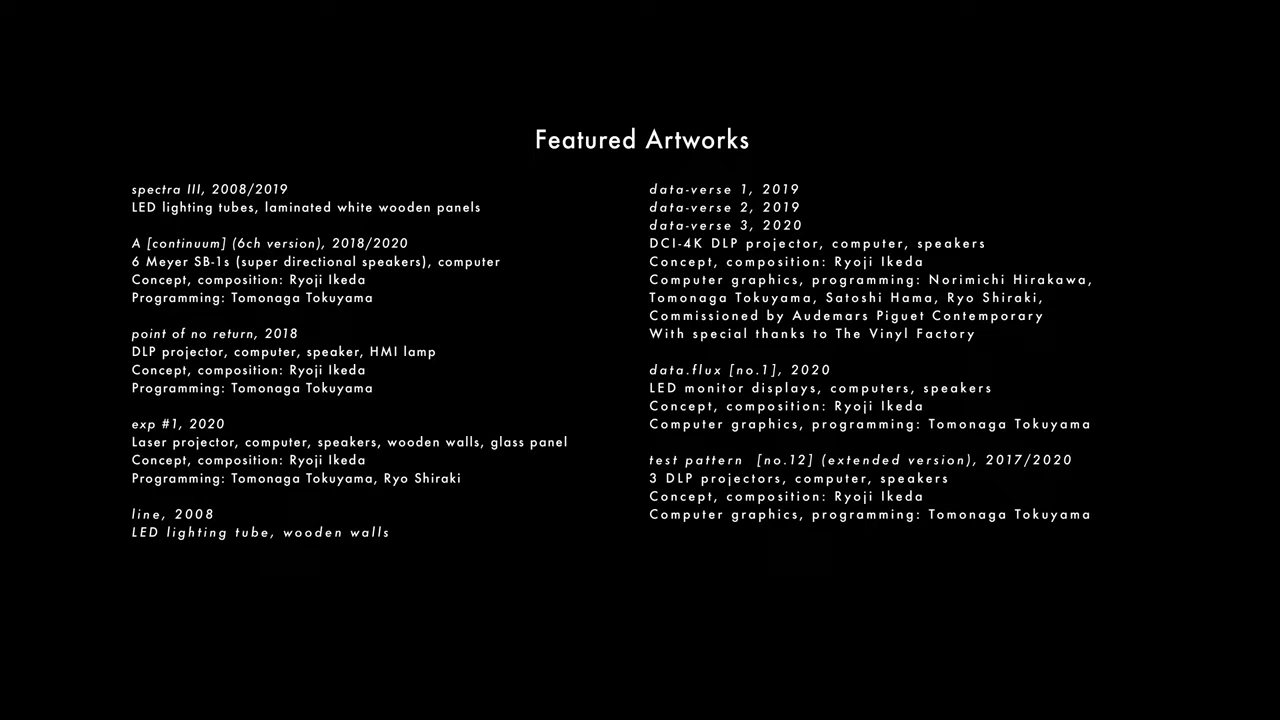 Featured Artworks
spectra III, 2008/2019
LED lighting tubes, laminated white wooden panels
A [continuum] (6ch version), 2018/2020
6 Meyer SB-1s (super directional speakers), computer
Concept, composition: Ryoji Ikeda
Programming: Tomonaga Tokuyama
point of no return, 2018
DLP projector, computer, speaker, HMI lamp
Concept, composition: Ryoji Ikeda
Programming: Tomonaga Tokuyama
exp #1, 2020
Laser projector, computer, speakers, wooden walls, glass panel
Concept, composition: Ryoji Ikeda
Programming: Tomonaga Tokuyama, Ryo Shiraki
line, 2008
LED lighting tube, wooden walls
data-verse 1, 2019
data-verse 2, 2019
data-verse 3, 2020
DCI-4K DLP projector, computer, speakers
Concept, composition: Ryoji Ikeda
Computer graphics, programming: Norimichi Hirakawa,
Tomonaga Tokuyama, Satoshi Hama, Ryo Shiraki,
Commissioned by Audemars Piguet Contemporary
With special thanks to The Vinyl Factory
data.flux [no.1], 2020
LED monitor displays, computers, speakers
Concept, composition: Ryoji Ikeda
Computer graphics, programming: Tomonaga Tokuyama
test pattern [no.12] (extended version), 2017/2020
3 DLP projectors, computer, speakers
Concept, composition: Ryoji Ikeda
Computer graphics, programming: Tomonaga Tokuyama